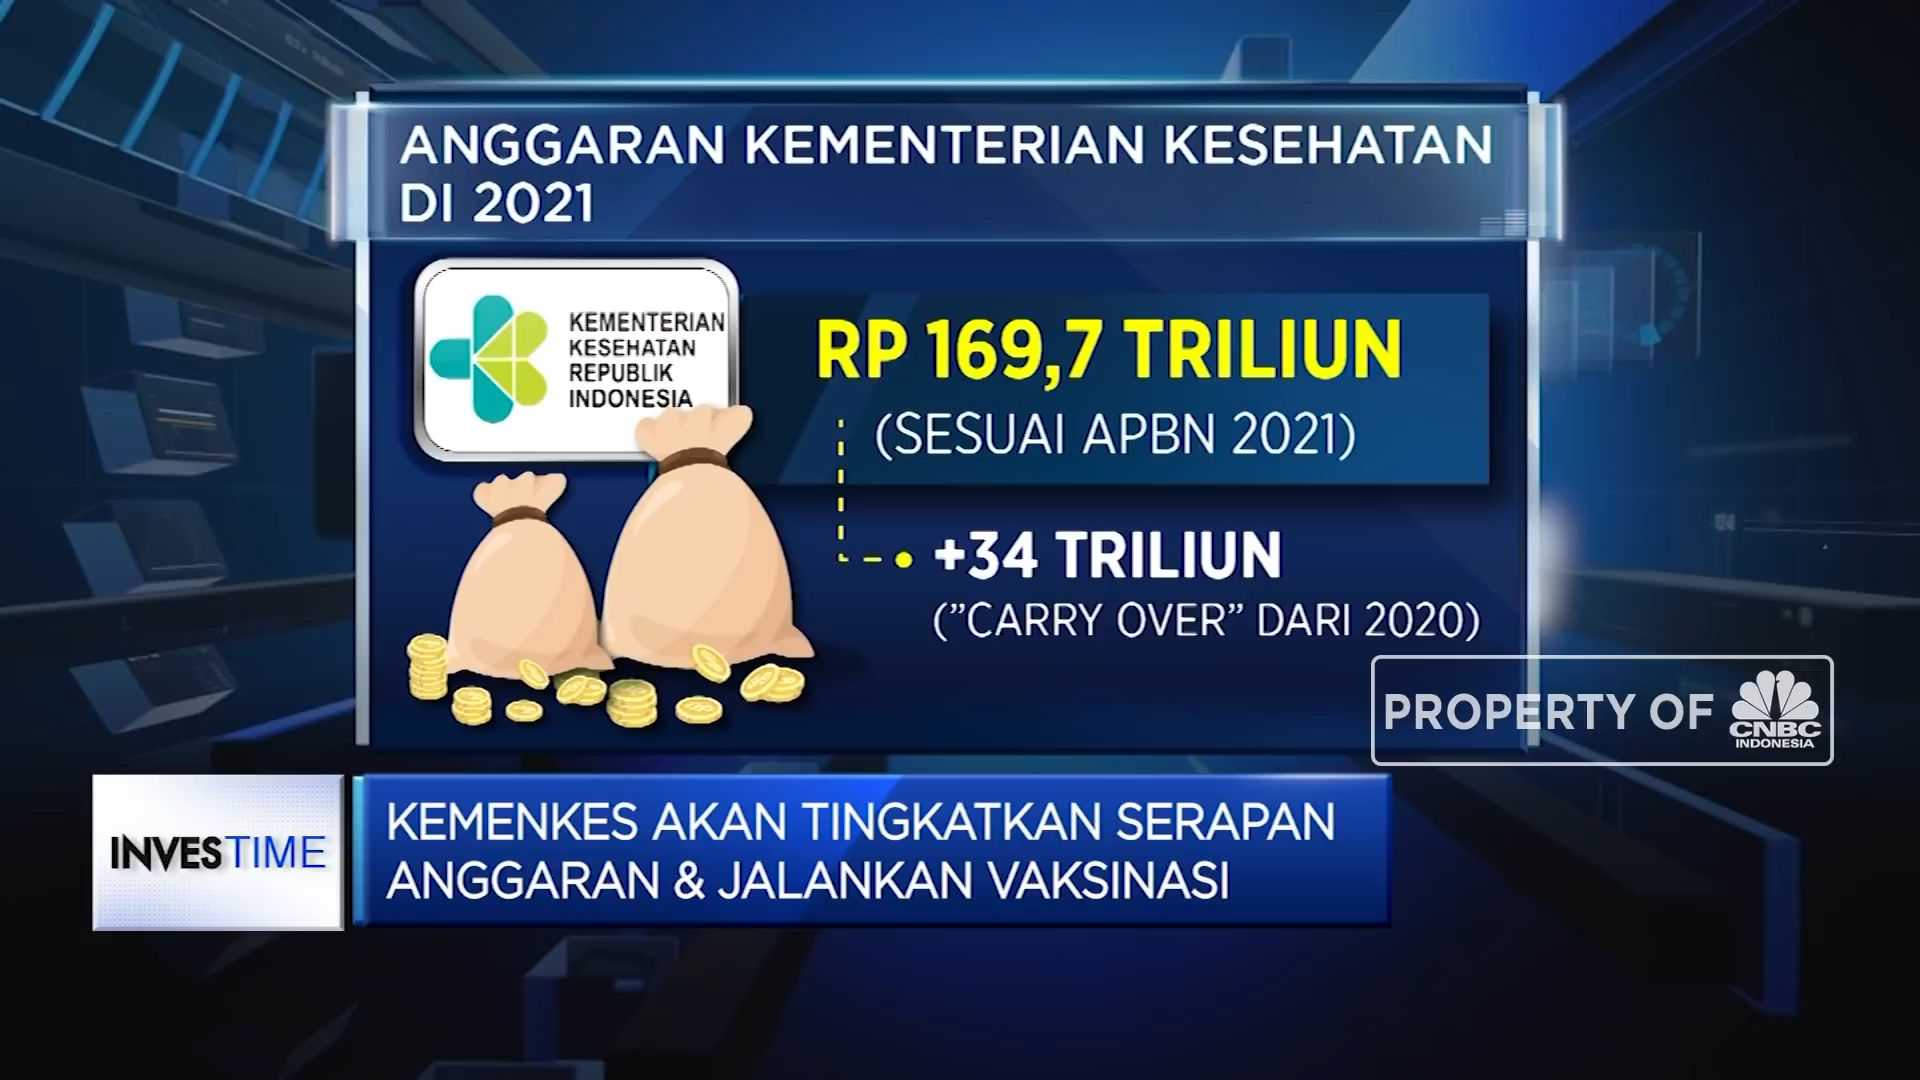 ANGGARAN KEMENTERIAN KESEHATAN
DI 2021
KEMENTERIAN
KESEHATAN
REPUBLIK
INDONESIA
RP 169,7 TRILIUN
(SESUAI APBN 2021)
+34 TRILIUN
(”CARRY OVER” DARI 2020)
PROPERTY OF CNBC
INDONESIA
INVESTIME
KEMENKES AKAN TINGKATKAN SERAPAN
ANGGARAN & JALANKAN VAKSINASI